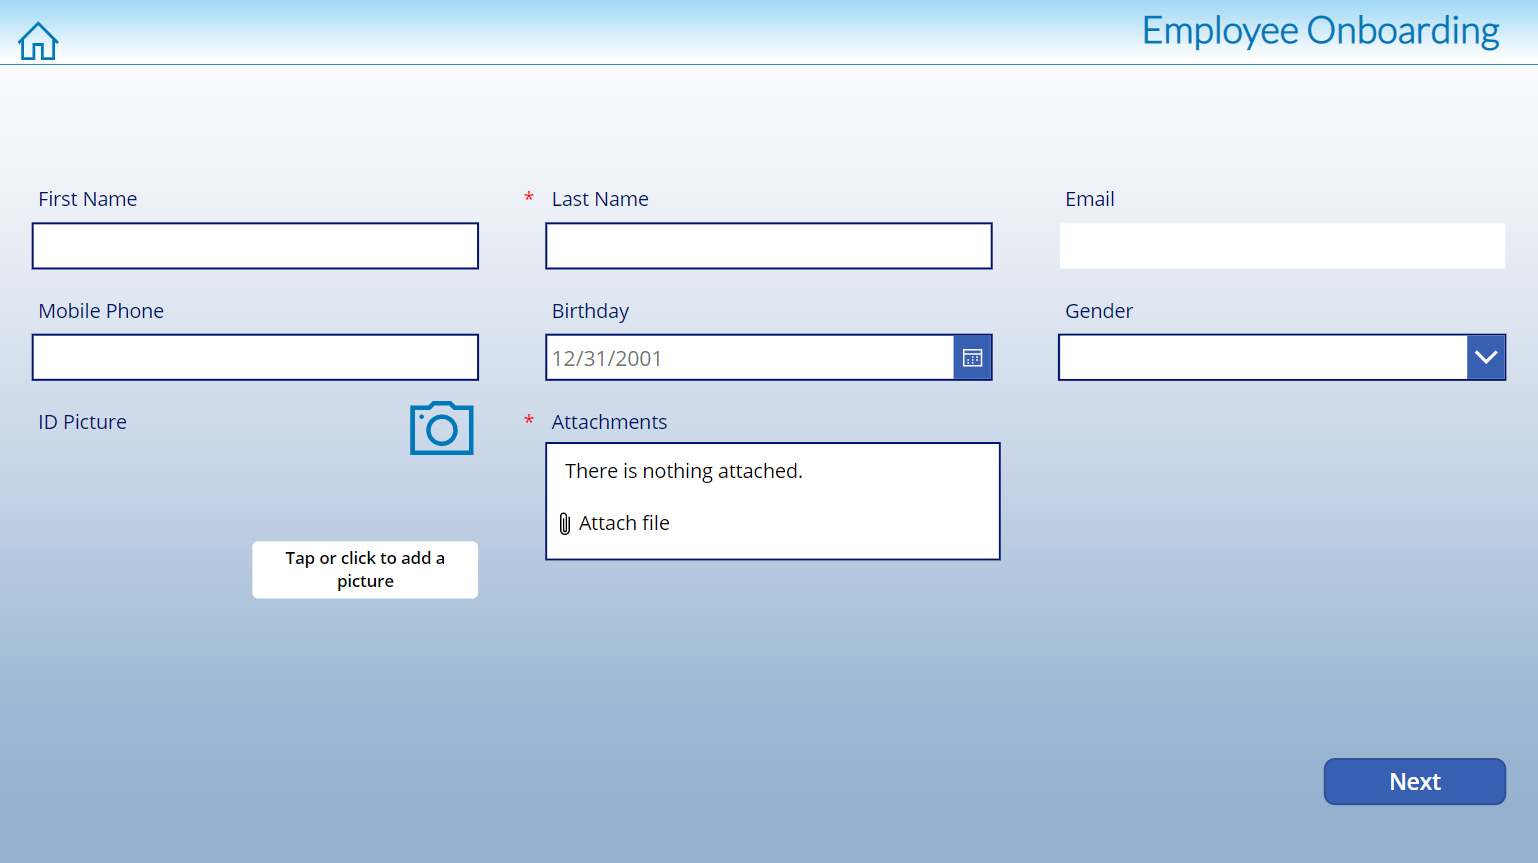 Employee Onboarding
First Name
* Last Name
Email
Mobile Phone
Birthday
Gender
12/31/2001
ID Picture
* Attachments
There is nothing attached.
Attach file
Tap or click to add a
picture
Next